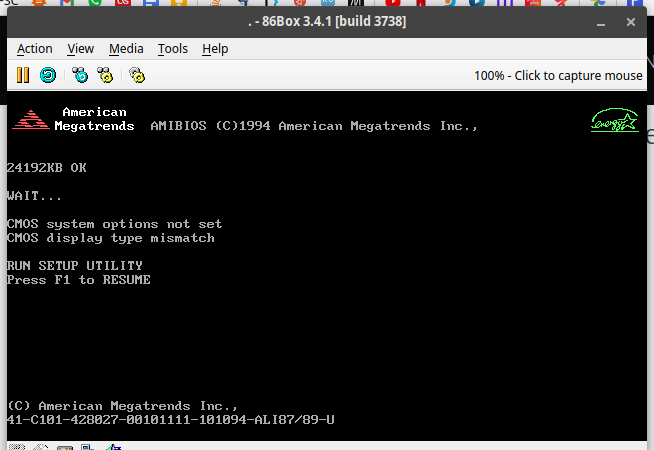 . - 86Box 3.4.1 [build 3738]
Action View Media Tools Help
100% - Click to capture mouse
American
Megatrends
AMIBIOS (C)1994 American Megatrends Inc.,
energy
24192KB OK
WAIT...
CMOS system options not set
CMOS display type mismatch
RUN SETUP UTILITY
Press F1 to RESUME
(C) American Megatrends Inc.,
41-C101-428027-00101111-101094-ALI87/89-U